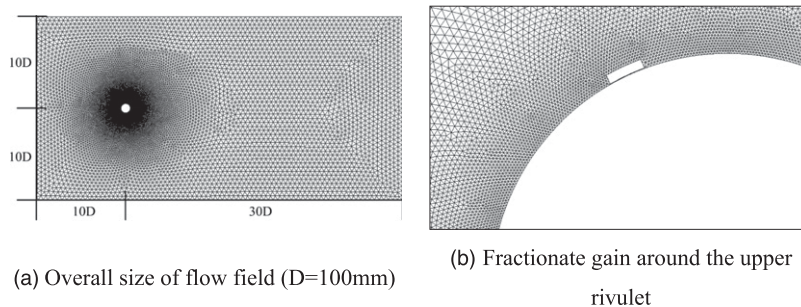 10D
10D
10D
30D
(a) Overall size of flow field (D=100mm)
(b) Fractionate gain around the upper
rivulet